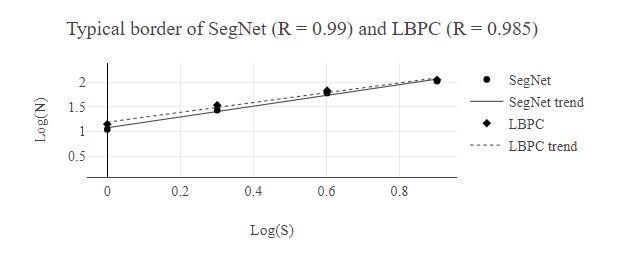 Typical border of SegNet (R = 0.99) and LBPC (R = 0.985)
2
1.5
1
0.5
Log(N)
0 0.2 0.4 0.6 0.8
Log(S)
SegNet
SegNet trend
LBPC
LBPC trend